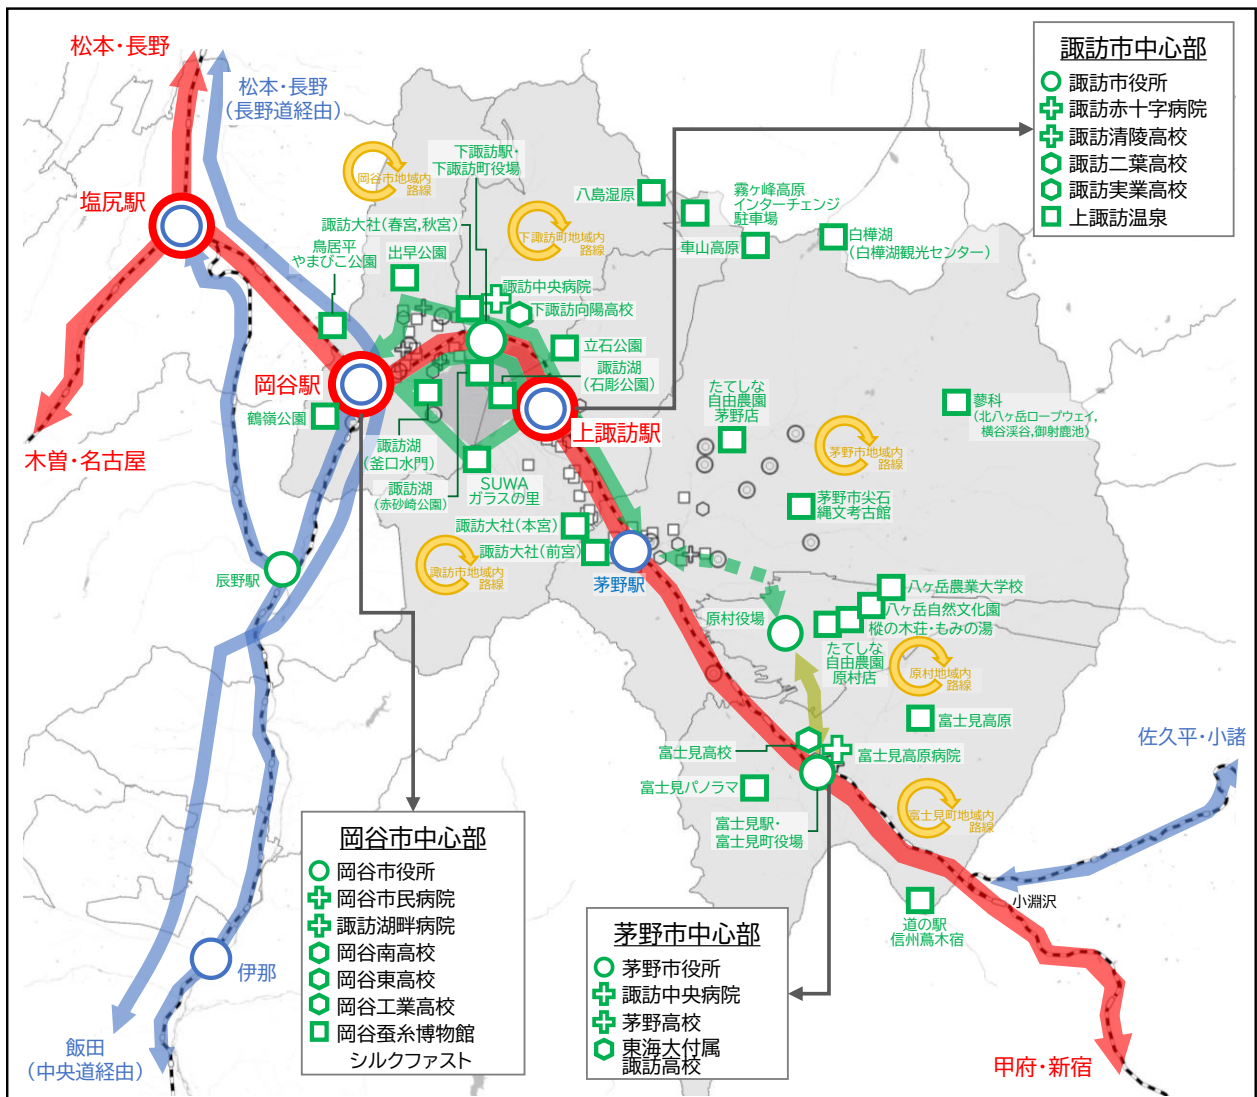 松本・長野
松本・長野
（長野道経由）
塩尻駅
岡谷市地域内
路線
下諏訪駅・
下諏訪町役場
諏訪大社（春宮,秋宮）
下諏訪町地域内
路線
鳥居平
やまびこ公園
出早公園
八島湿原
霧ヶ峰高原
インターチェンジ
駐車場
車山高原
白樺湖
（白樺湖観光センター）
諏訪市中心部
諏訪市役所
諏訪赤十字病院
諏訪清陵高校
諏訪二葉高校
諏訪実業高校
上諏訪温泉
諏訪中央病院
下諏訪向陽高校
立石公園
諏訪湖
（石彫公園）
岡谷駅
鶴嶺公園
上諏訪駅
木曽・名古屋
諏訪湖
（釜口水門）
諏訪湖
（赤砂崎公園）
SUWA
ガラスの里
たてしな
自由農園
茅野店
蓼科
（北八ヶ岳ロープウェイ,
横谷渓谷,御射鹿池）
茅野市地域内
路線
茅野市尖石
縄文考古館
諏訪大社（本宮）
諏訪大社（前宮）
諏訪市地域内
路線
茅野駅
辰野駅
原村役場
八ヶ岳農業大学校
八ヶ岳自然文化園
樅の木荘・もみの湯
たてしな
自由農園
原村店
原村地域内
路線
富士見高原
富士見高校
富士見高原病院
富士見パノラマ
富士見駅・
富士見町役場
富士見町地域内
路線
佐久平・小諸
小淵沢
道の駅
信州蔦木宿
岡谷市中心部
岡谷市役所
岡谷市民病院
諏訪湖畔病院
岡谷南高校
岡谷東高校
岡谷工業高校
岡谷蚕糸博物館
シルクファスト
茅野市中心部
茅野市役所
諏訪中央病院
茅野高校
東海大付属
諏訪高校
伊那
飯田
（中央道経由）
甲府・新宿